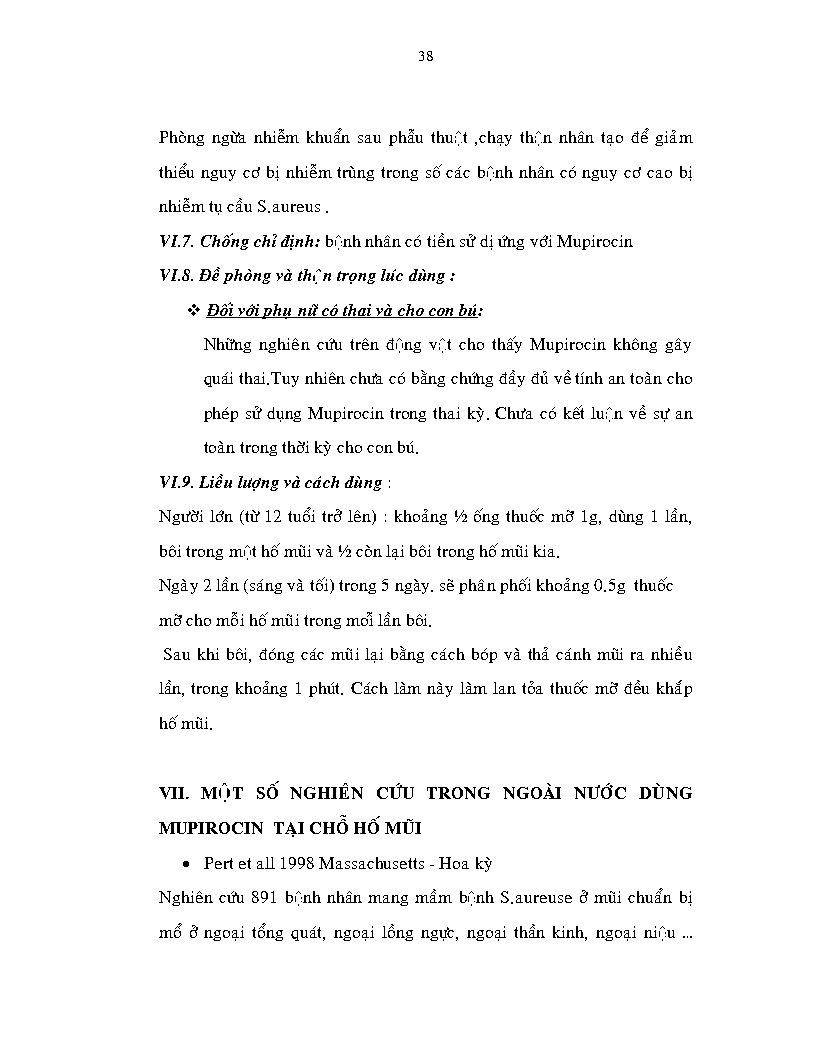 38
Phòng ngừa nhiễm khuẩn sau phẫu thuật ,chạy thận nhân tạo để giảm
thiểu nguy cơ bị nhiễm trùng trong số các bệnh nhân có nguy cơ cao bị
nhiễm tụ cầu S.aureus .
VI.7. Chống chỉ định: bệnh nhân có tiền sử dị ứng với Mupirocin
VI.8. Đề phòng và thận trọng lúc dùng :
❖ Đối với phụ nữ có thai và cho con bú:
Những nghiên cứu trên động vật cho thấy Mupirocin không gây
quái thai.Tuy nhiên chưa có bằng chứng đầy đủ về tính an toàn cho
phép sử dụng Mupirocin trong thai kỳ. Chưa có kết luận về sự an
toàn trong thời kỳ cho con bú.
VI.9. Liều lượng và cách dùng :
Người lớn (từ 12 tuổi trở lên) : khoảng ½ ống thuốc mỡ 1g, dùng 1 lần,
bôi trong một hố mũi và ½ còn lại bôi trong hố mũi kia.
Ngày 2 lần (sáng và tối) trong 5 ngày. sẽ phân phối khoảng 0.5g thuốc
mỡ cho mỗi hố mũi trong mỗi lần bôi.
Sau khi bôi, đóng các mũi lại bằng cách bóp và thả cánh mũi ra nhiều
lần, trong khoảng 1 phút. Cách làm này làm lan tỏa thuốc mỡ đều khắp
hố mũi.
VII. MỘT SỐ NGHIÊN CỨU TRONG NGOÀI NƯỚC DÙNG
MUPIROCIN TẠI CHỖ HỐ MŨI
• Pert et all 1998 Massachusetts - Hoa kỳ
Nghiên cứu 891 bệnh nhân mang mầm bệnh S.aureuse ở mũi chuẩn bị
mổ ở ngoại tổng quát, ngoại lồng ngực, ngoại thần kinh, ngoại niệu ...